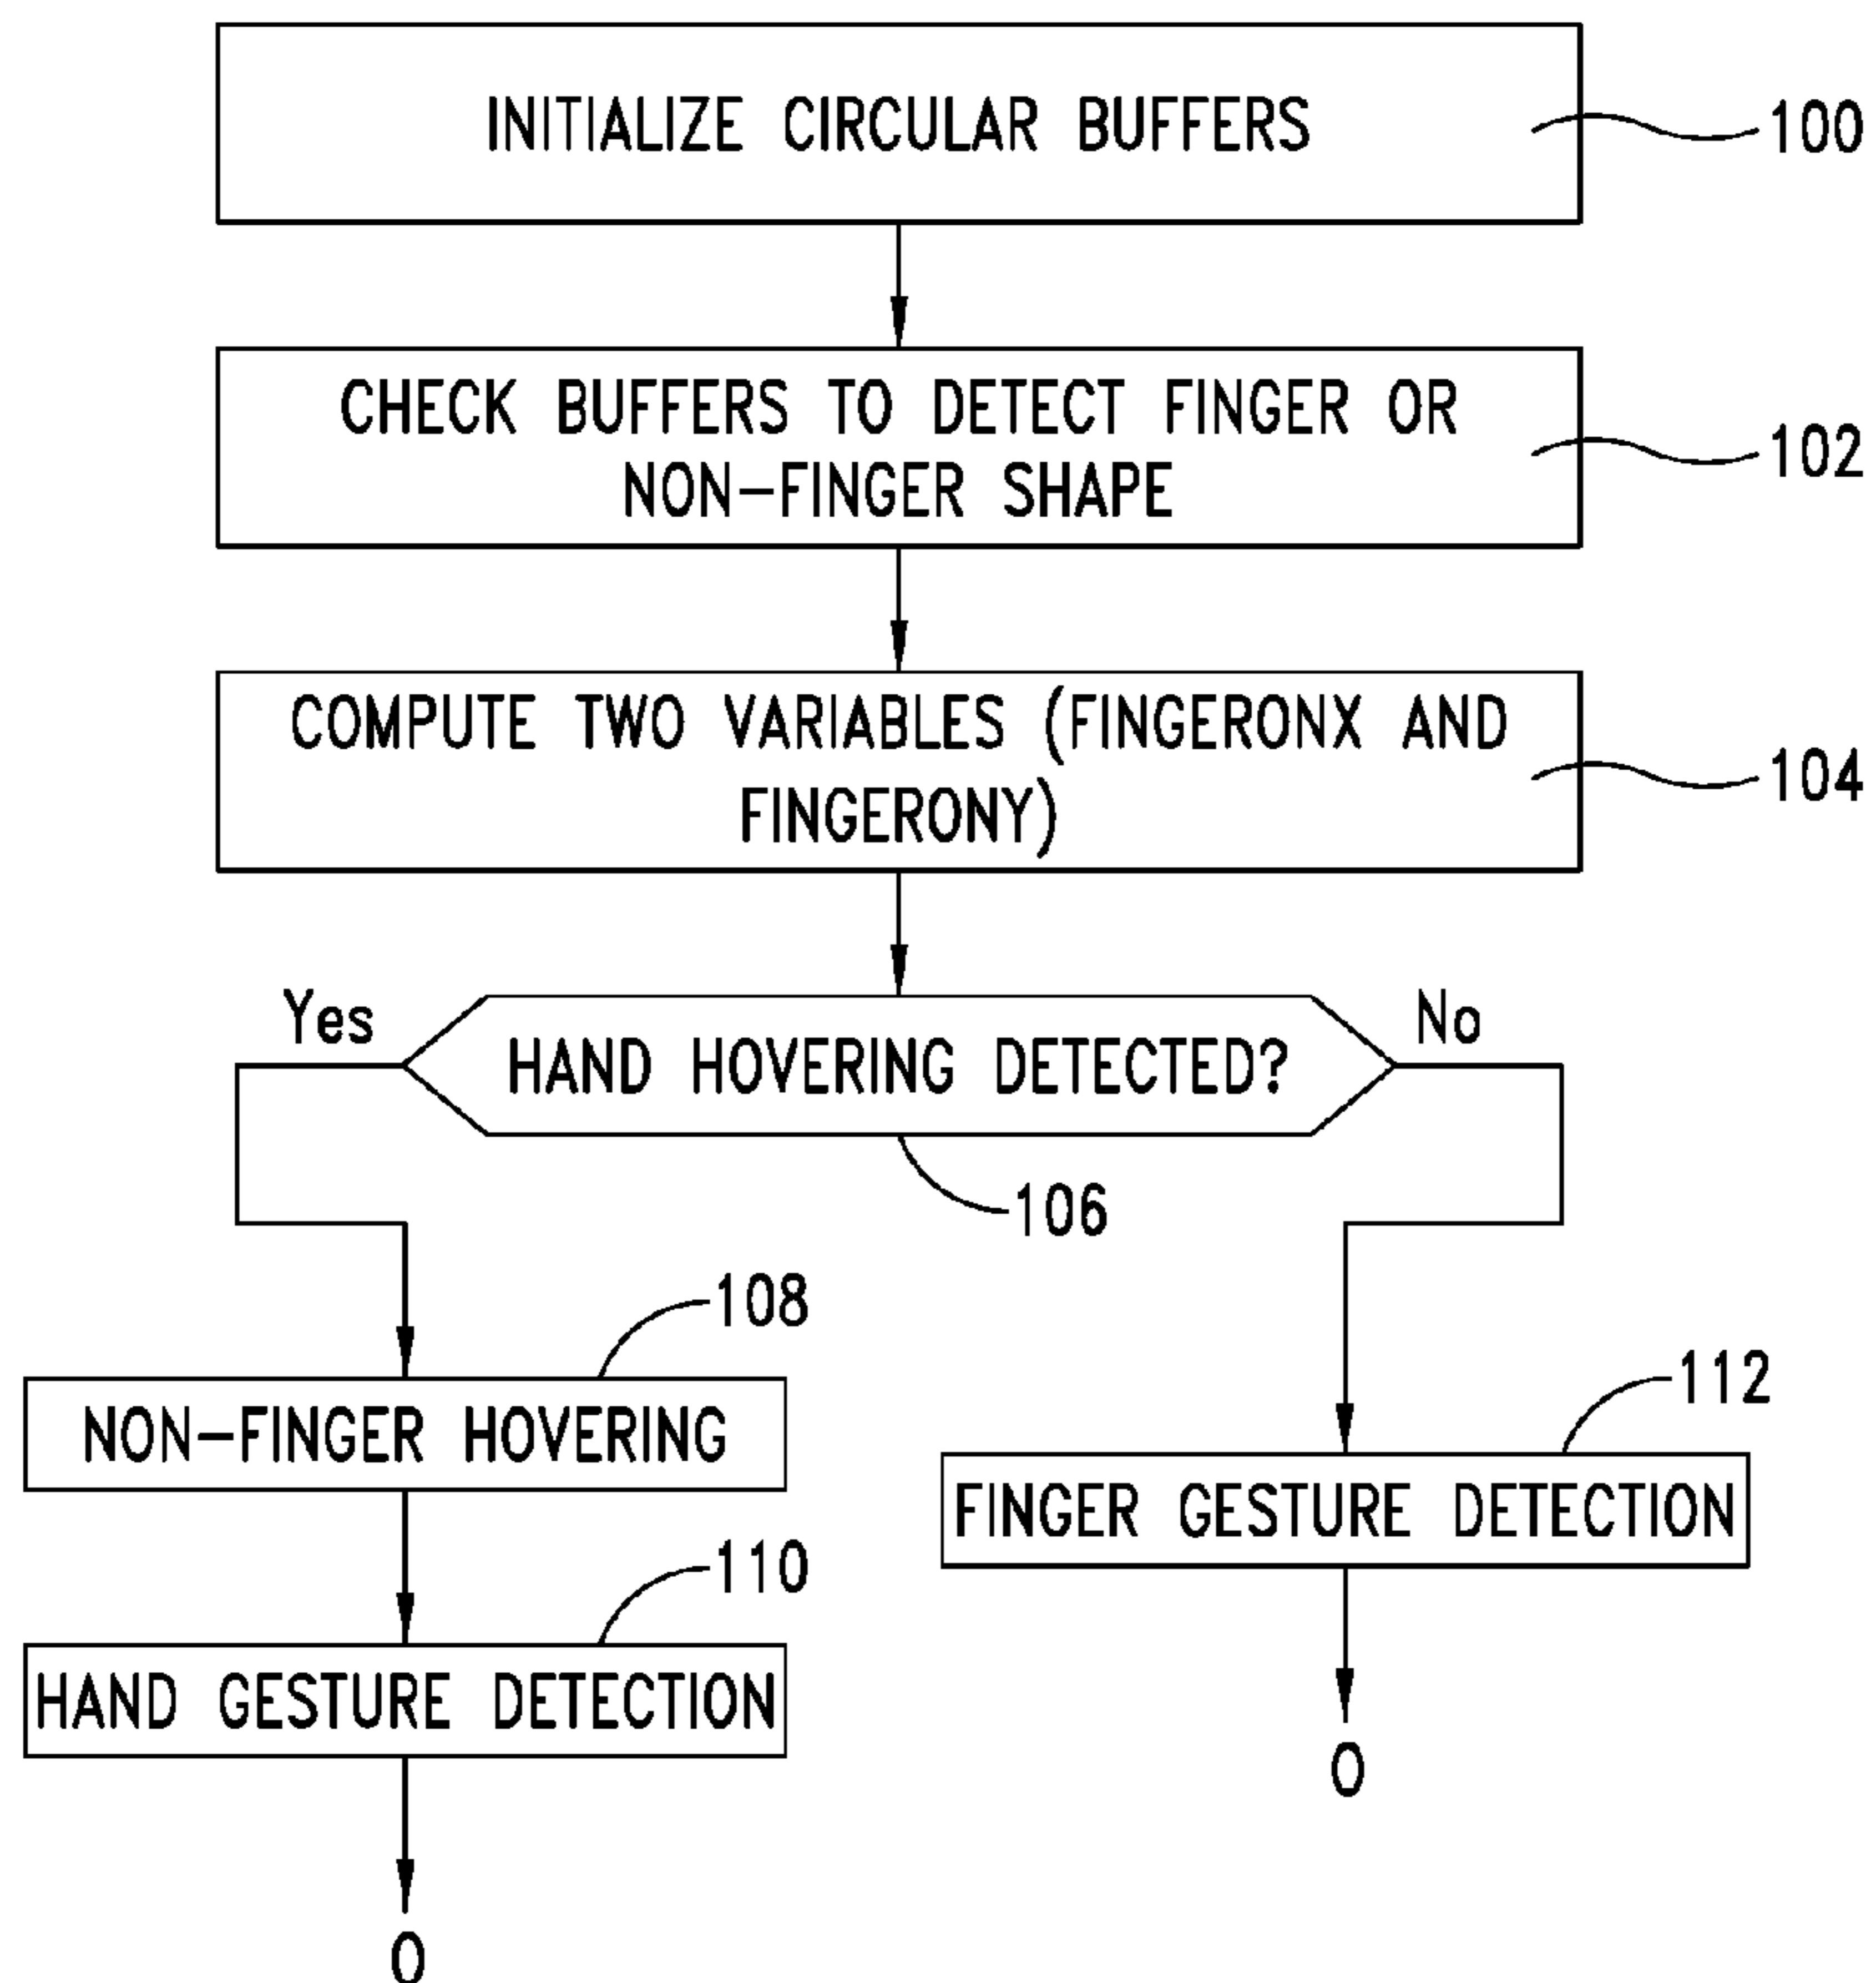 INITIALIZE CIRCULAR BUFFERS
100
CHECK BUFFERS TO DETECT FINGER OR
NON-FINGER SHAPE
102
COMPUTE TWO VARIABLES (FINGERONX AND
FINGERONY)
104
Yes
HAND HOVERING DETECTED?
No
106
108
NON-FINGER HOVERING
112
FINGER GESTURE DETECTION
110
HAND GESTURE DETECTION
O
O